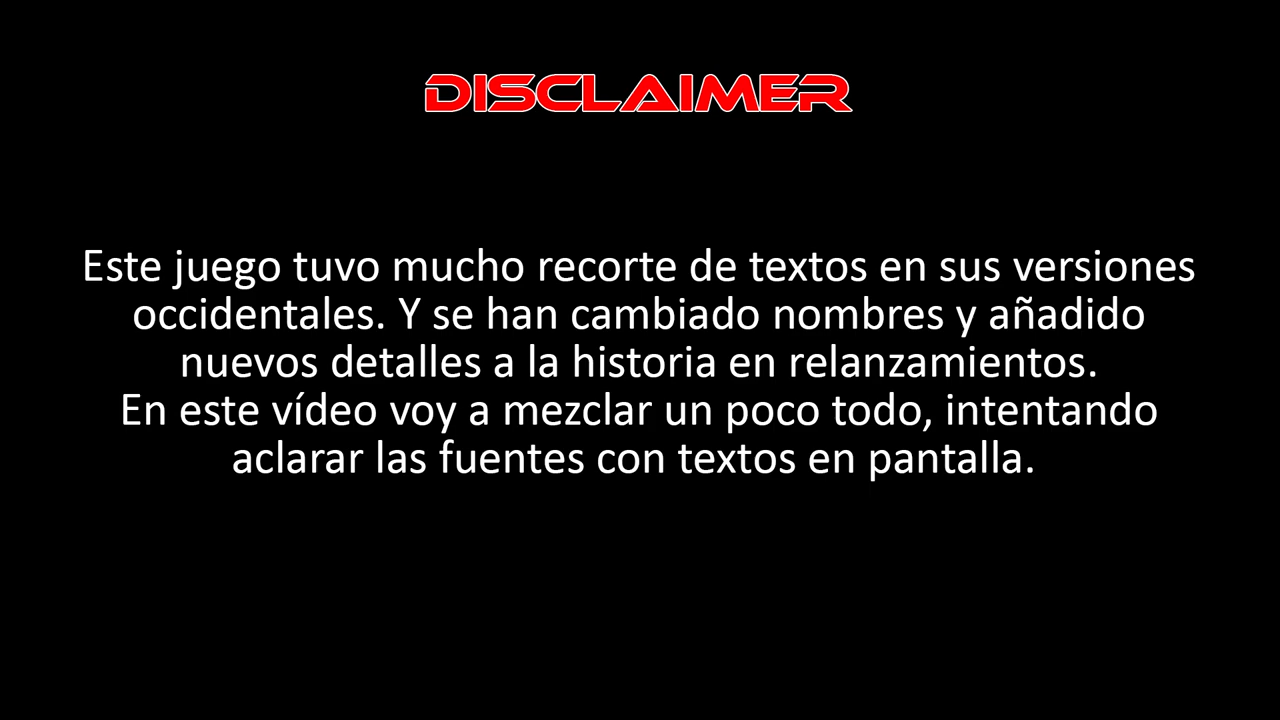 DISCLAIMER
Este juego tuvo mucho recorte de textos en sus versiones
occidentales. Y se han cambiado nombres y añadido
nuevos detalles a la historia en relanzamientos.
En este vídeo voy a mezclar un poco todo, intentando
aclarar las fuentes con textos en pantalla.